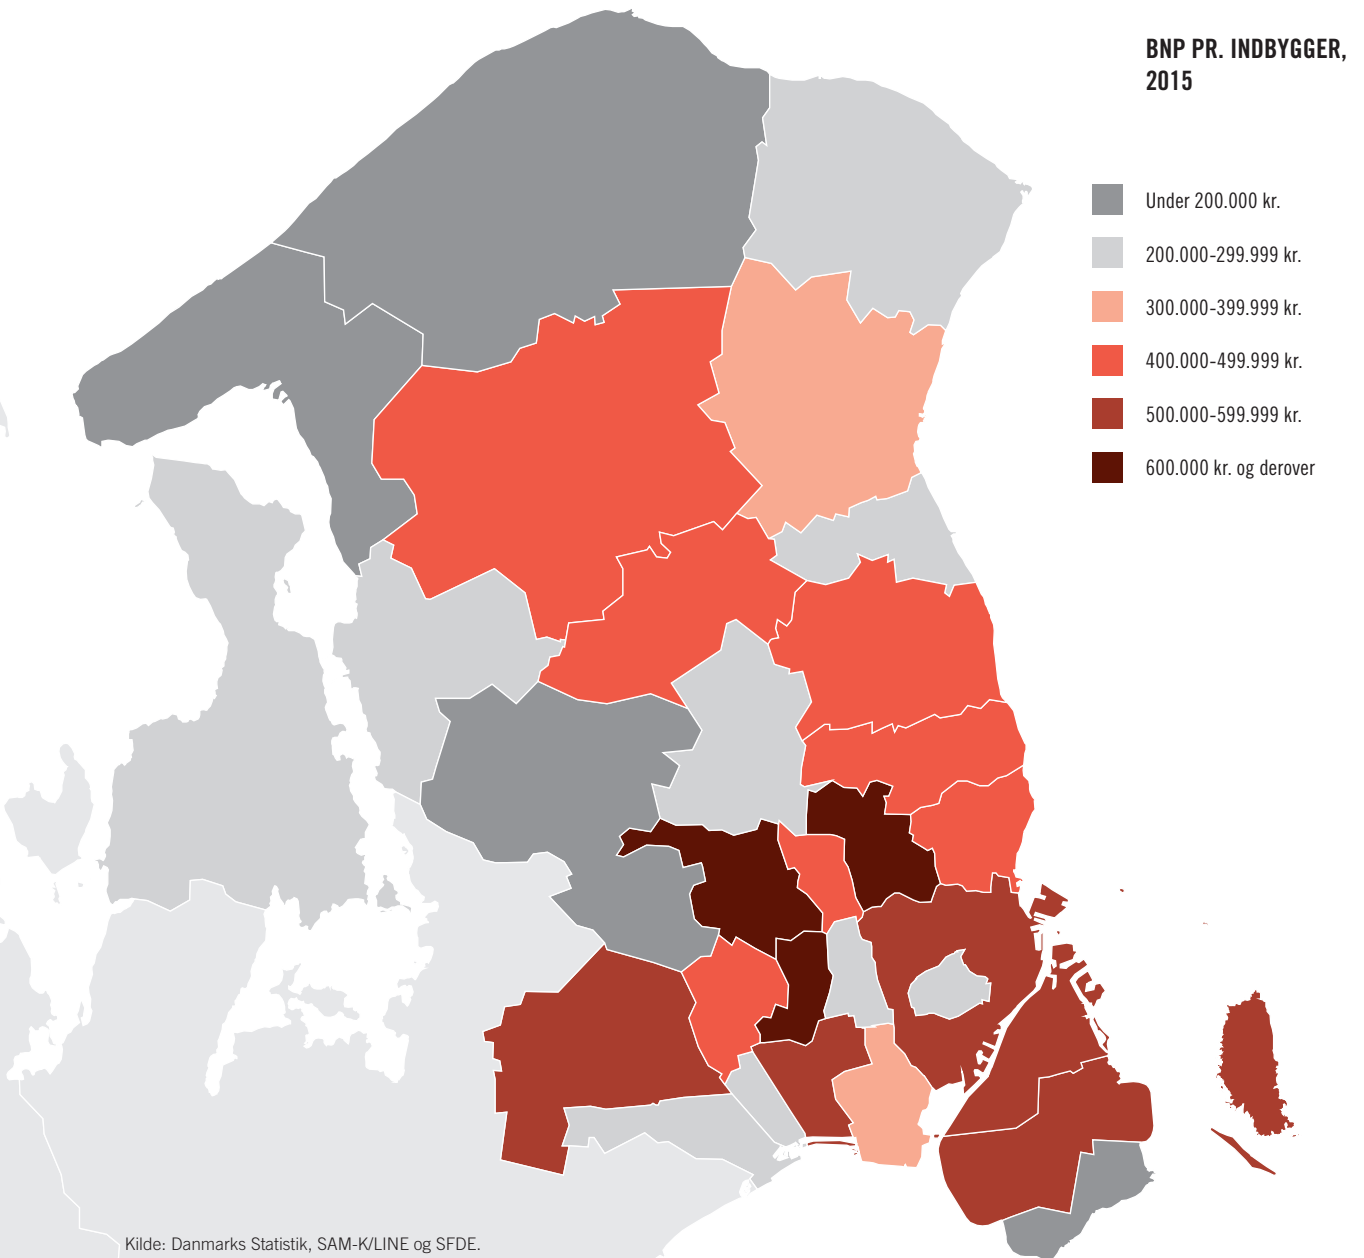 BNP PR. INDBYGGER,
2015
Under 200.000 kr.
200.000-299.999 kr.
300.000-399.999 kr.
400.000-499.999 kr.
500.000-599.999 kr.
600.000 kr. og derover
Kilde: Danmarks Statistik, SAM-K/LINE og SFDE.